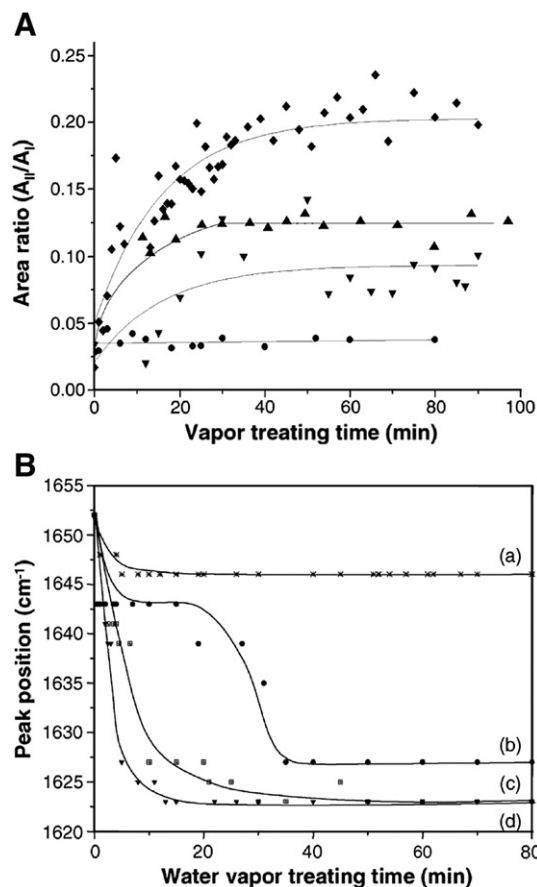 A
Area ratio (AII/AI)
0.25
0.20
0.15
0.10
0.05
0.00
0 20 40 60 80 100
Vapor treating time (min)
B
Peak position (cm-1)
1655
1650
1645
1640
1635
1630
1625
1620
(a)
(b)
(c)
(d)
0 20 40 60 80
Water vapor treating time (min)